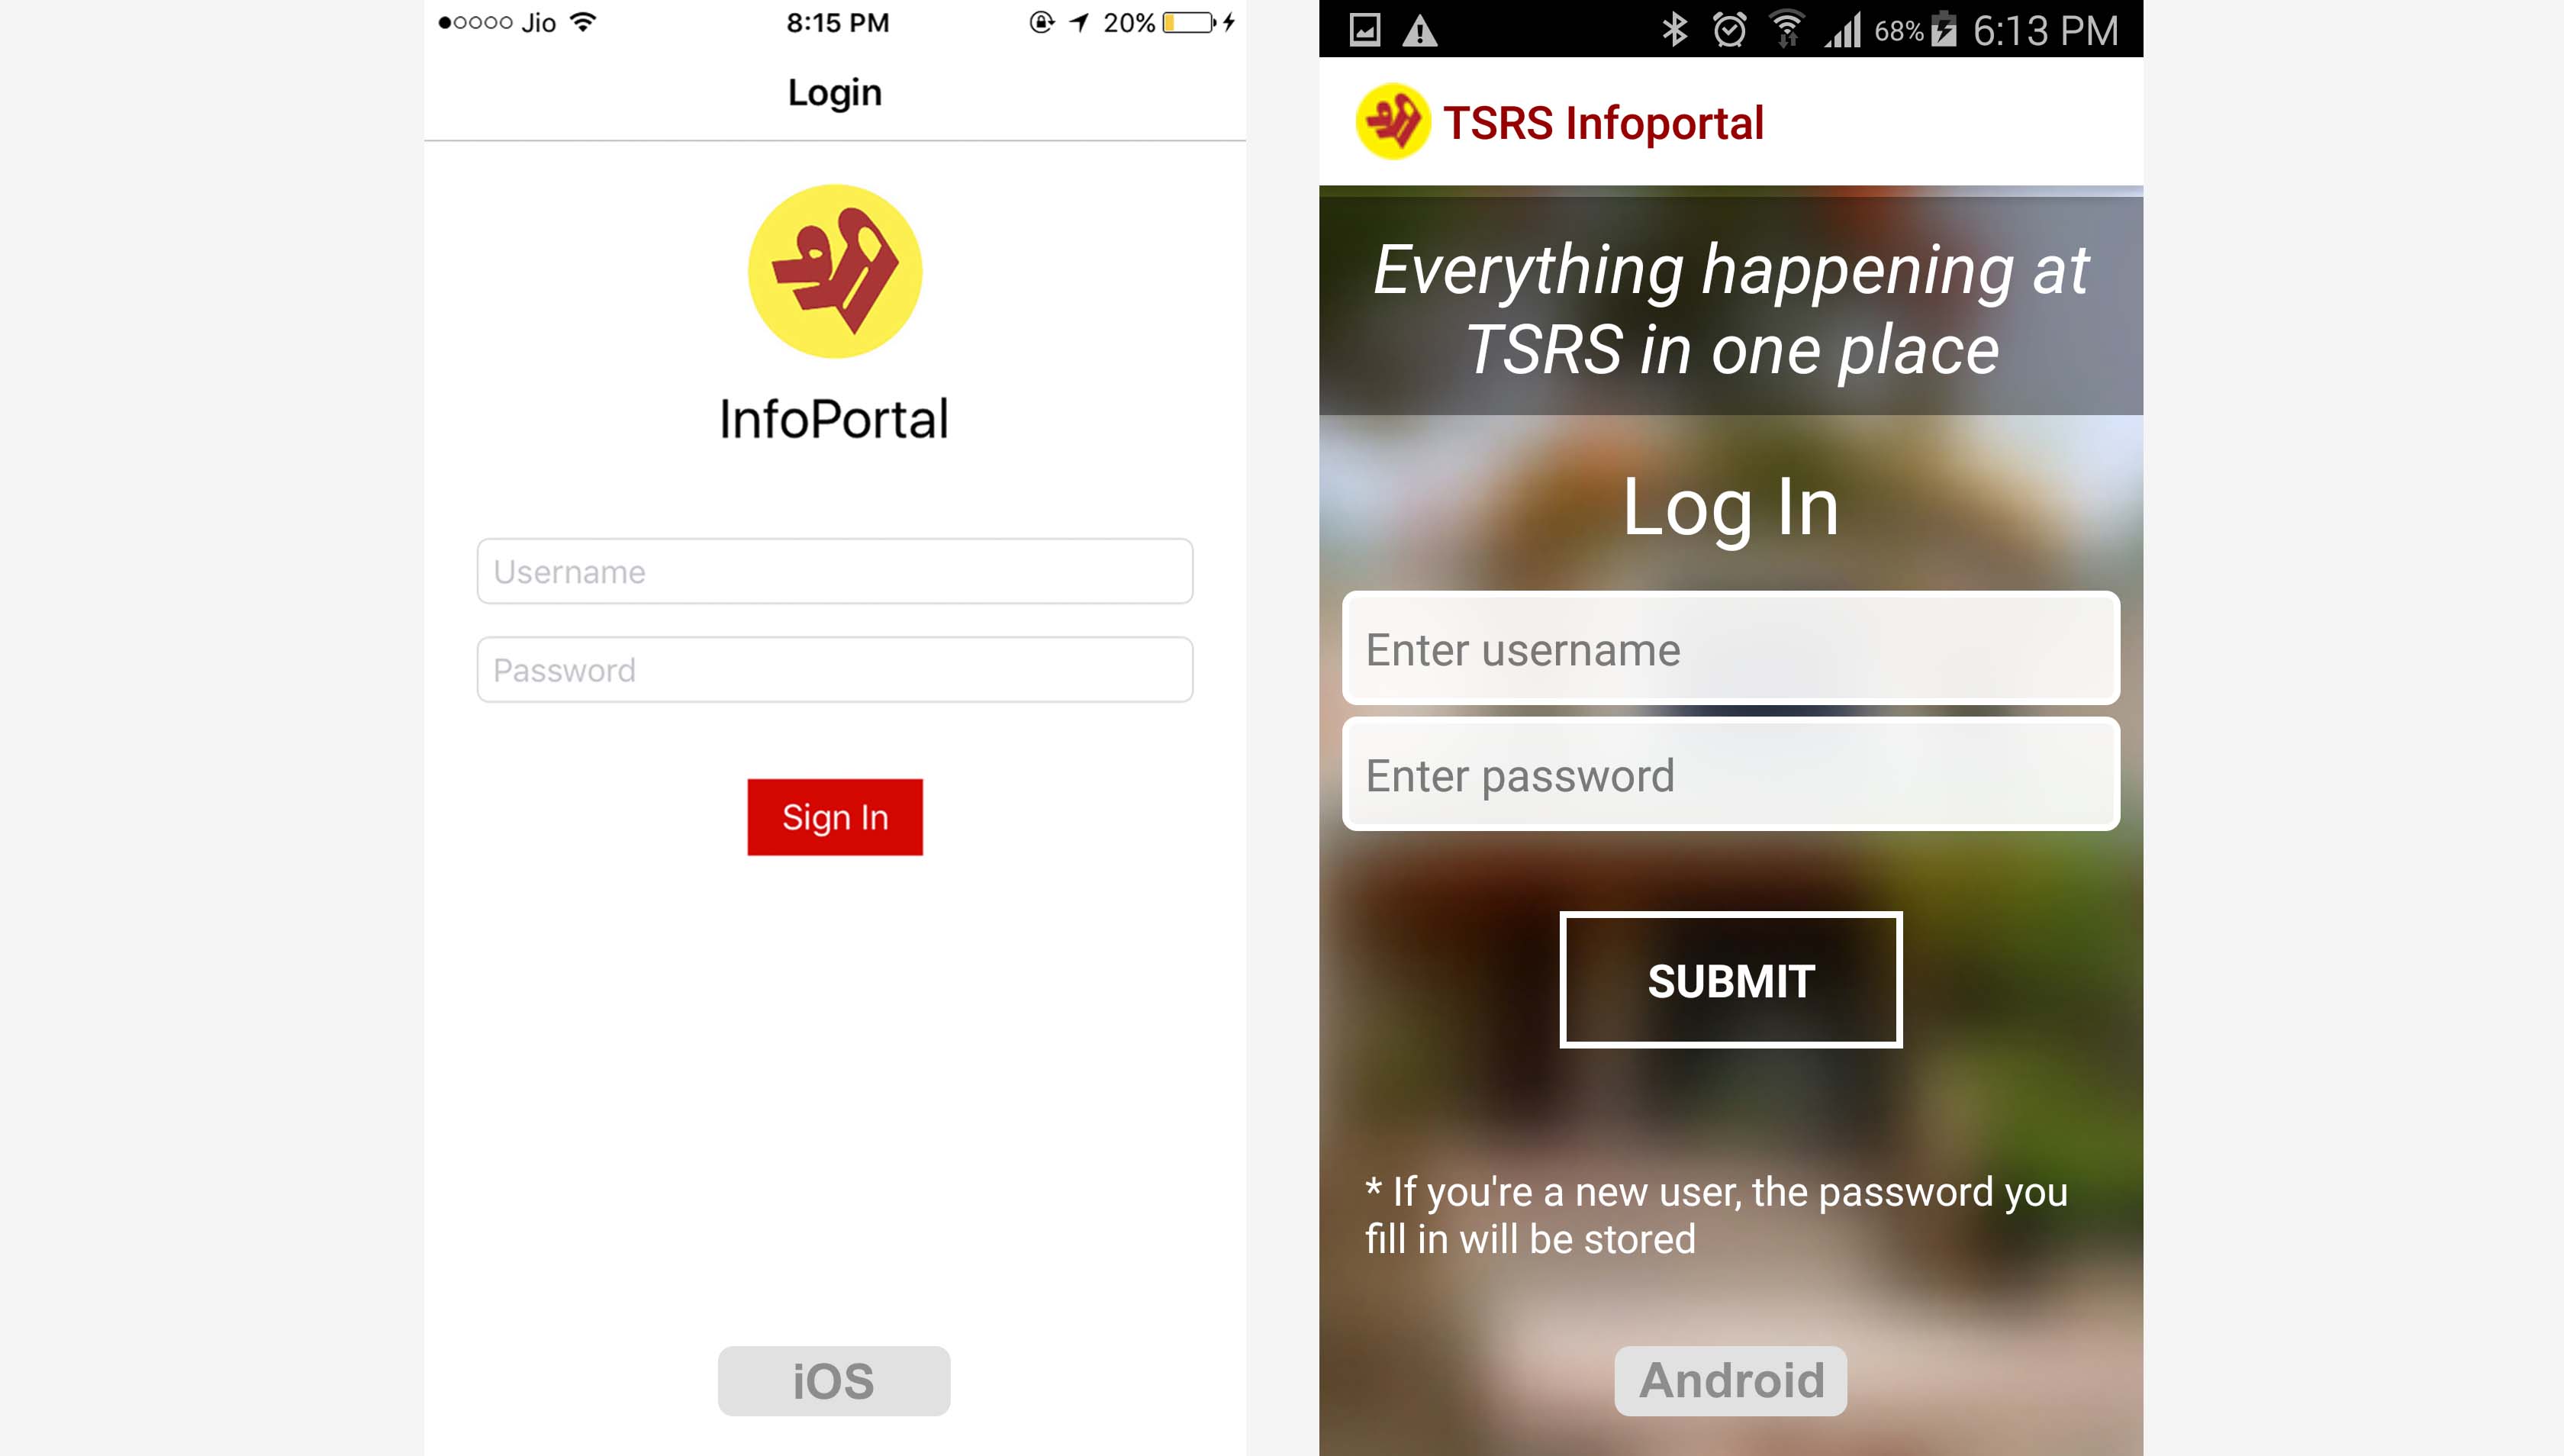 Jio
8:15 PM
20%
Login
InfoPortal
Username
Password
Sign In
iOS
68%
6:13 PM
TSRS Infoportal
Everything happening at
TSRS in one place
Log In
Enter username
Enter password
SUBMIT
* If you're a new user, the password you
fill in will be stored
Android